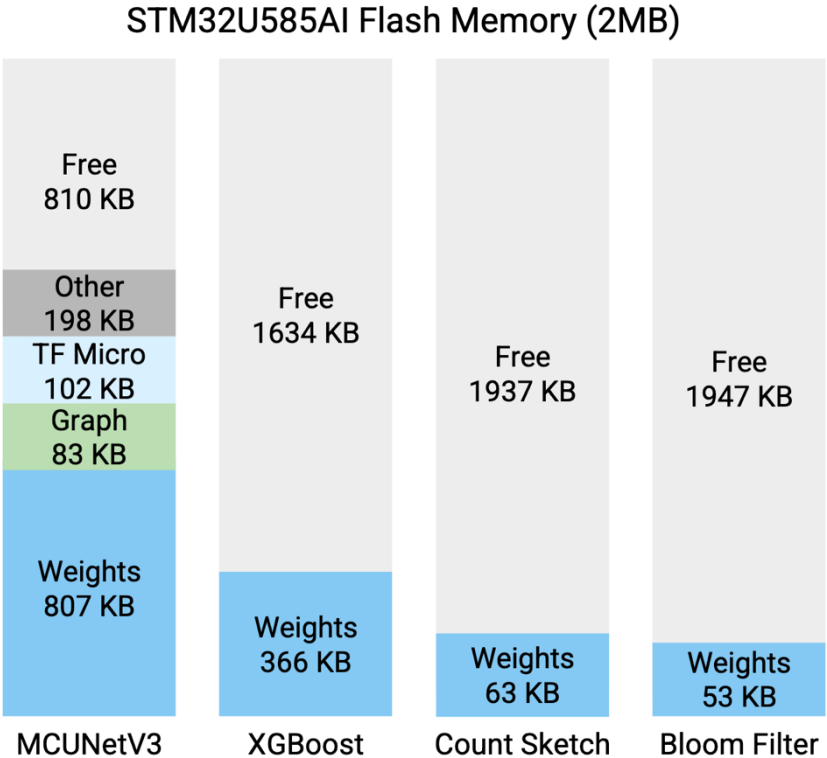 STM32U585AI Flash Memory (2MB)
Free
810 KB
Other
198 KB
TF Micro
102 KB
Graph
83 KB
Weights
807 KB
MCUNetV3
Free
1634 KB
Weights
366 KB
XGBoost
Free
1937 KB
Weights
63 KB
Count Sketch
Free
1947 KB
Weights
53 KB
Bloom Filter